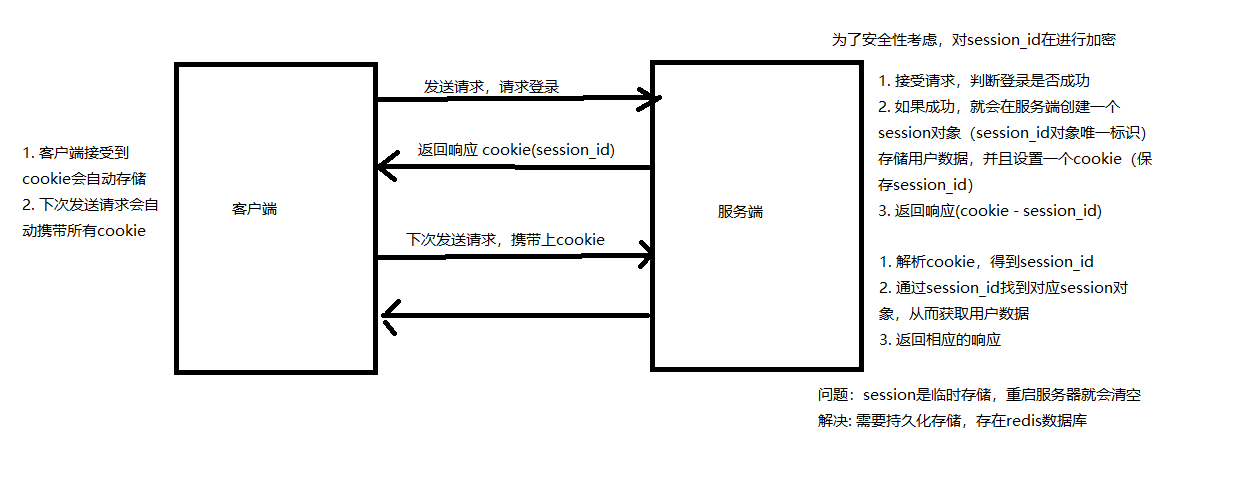 为了安全性考虑，对session_id在进行加密
发送请求，请求登录
返回响应 cookie(session_id)
1. 客户端接受到
cookie会自动存储
2. 下次发送请求会自
动携带所有cookie
客户端
服务端
下次发送请求，携带上cookie
1. 接受请求，判断登录是否成功
2. 如果成功，就会在服务端创建一个
session对象（session_id对象唯一标识）
存储用户数据，并且设置一个cookie（保
存session_id）
3. 返回响应(cookie - session_id)
1. 解析cookie，得到session_id
2. 通过session_id找到对应session对
象，从而获取用户数据
3. 返回相应的响应
问题：session是临时存储，重启服务器就会清空
解决: 需要持久化存储，存在redis数据库